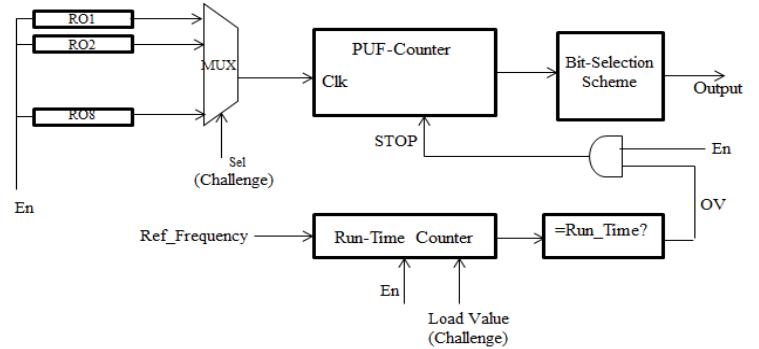 RO1
RO2
RO8
En
MUX
Sel
(Challenge)
PUF-Counter
Clk
STOP
Bit-Selection
Scheme
Output
En
OV
Ref_Frequency
Run-Time Counter
=Run_Time?
En
Load Value
(Challenge)